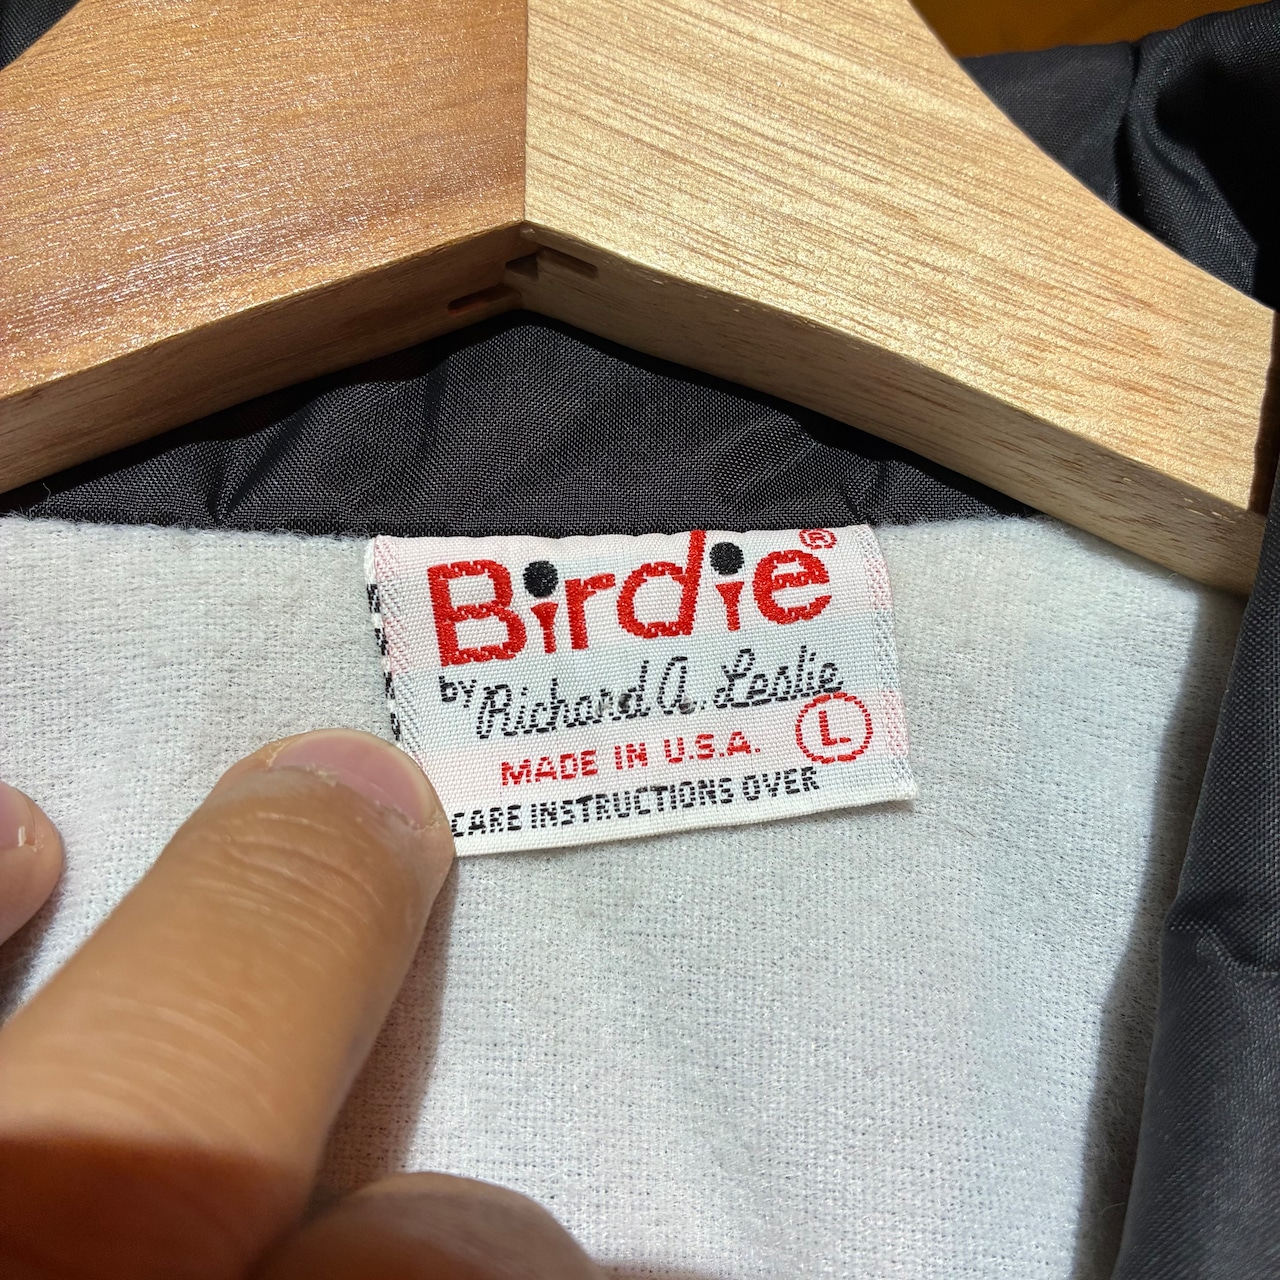 Birdie®
by Richard A. Leslie
MADE IN U.S.A. L
CARE INSTRUCTIONS OVER